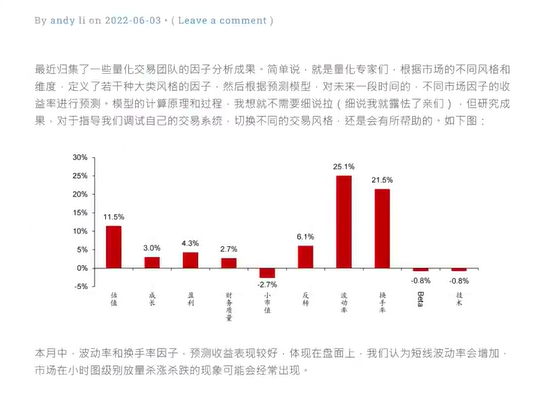 By andy li on 2022-06-03 • ( Leave a comment )
最近归集了一些量化交易团队的因子分析成果。简单说，就是量化专家们，根据市场的不同风格和
维度，定义了若干种大类风格的因子，然后根据预测模型，对未来一段时间的，不同市场因子的收
益率进行预测。模型的计算原理和过程，我想就不需要细说拉（细说我就露怯了亲们），但研究成
果，对于指导我们调试自己的交易系统，切换不同的交易风格，还是会有所帮助的。如下图：
30%
25%
20%
15%
10%
5%
0%
-5%
11.5%
3.0%
4.3%
2.7%
-2.7%
6.1%
25.1%
21.5%
-0.8%
-0.8%
估值
成长
盈利
财务质量
小市值
反转
波动率
换手率
Beta
技术
本月中，波动率和换手率因子，预测收益表现较好，体现在盘面上，我们认为短线波动率会增加，
市场在小时图级别放量杀涨杀跌的现象可能会经常出现。